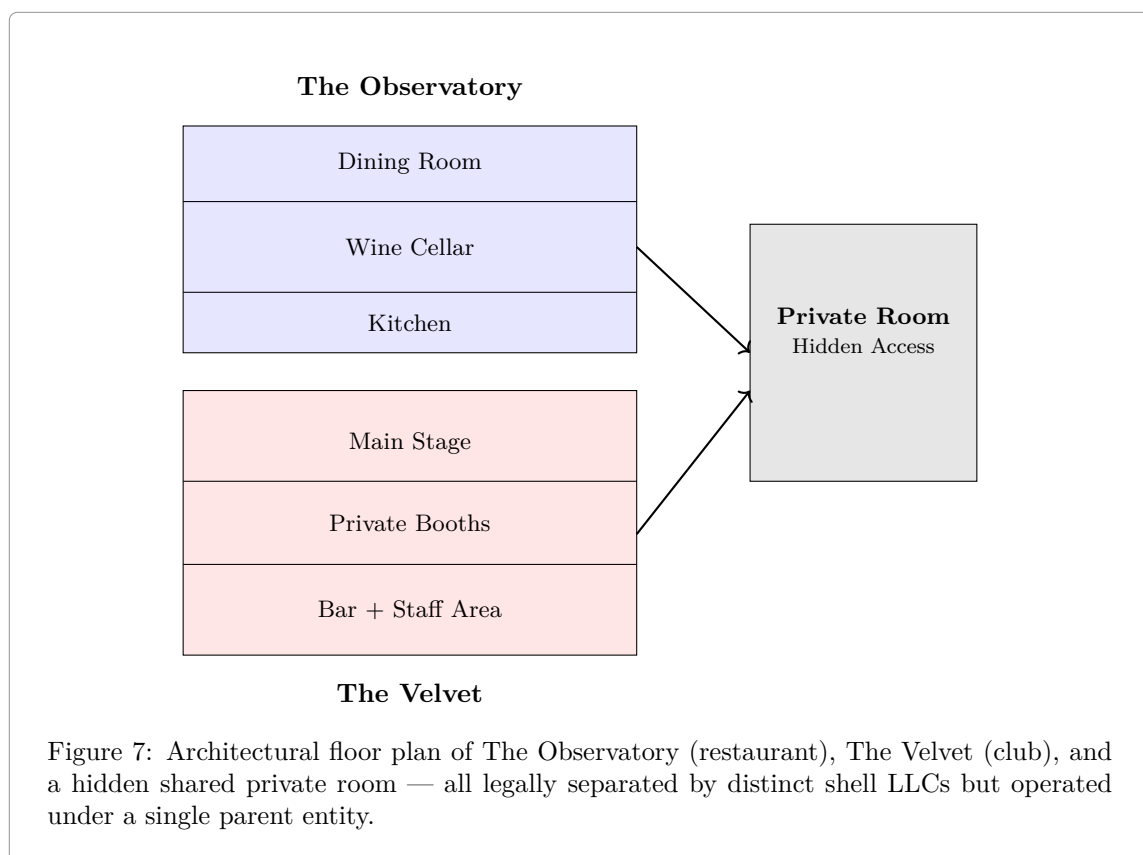 The Observatory
Dining Room
Wine Cellar
Kitchen
Private Room
Hidden Access
Main Stage
Private Booths
Bar + Staff Area
The Velvet
Figure 7: Architectural floor plan of The Observatory (restaurant), The Velvet (club), and
a hidden shared private room — all legally separated by distinct shell LLCs but operated
under a single parent entity.